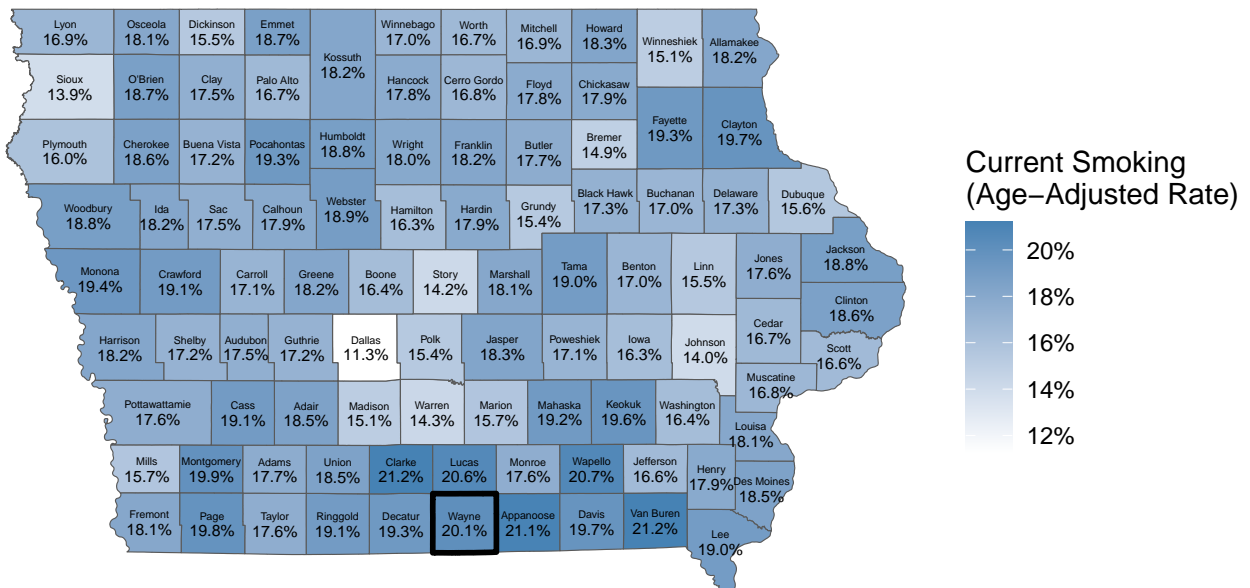 Lyon
16.9%
Osceola
18.1%
Dickinson
15.5%
Emmet
18.7%
Kossuth
18.2%
Winnebago
17.0%
Worth
16.7%
Mitchell
16.9%
Howard
18.3%
Winneshiek
15.1%
Allamakee
18.2%
Sioux
13.9%
O'Brien
18.7%
Clay
17.5%
Palo Alto
16.7%
Hancock
17.8%
Cerro Gordo
16.8%
Floyd
17.8%
Chickasaw
17.9%
Fayette
19.3%
Clayton
19.7%
Plymouth
16.0%
Cherokee
18.6%
Buena Vista
17.2%
Pocahontas
19.3%
Humboldt
18.8%
Wright
18.0%
Franklin
18.2%
Butler
17.7%
Bremer
14.9%
Woodbury
18.8%
Ida
18.2%
Sac
17.5%
Calhoun
17.9%
Webster
18.9%
Hamilton
16.3%
Hardin
17.9%
Grundy
15.4%
Black Hawk
17.3%
Buchanan
17.0%
Delaware
17.3%
Dubuque
15.6%
Monona
19.4%
Crawford
19.1%
Carroll
17.1%
Greene
18.2%
Boone
16.4%
Story
14.2%
Marshall
18.1%
Tama
19.0%
Benton
17.0%
Linn
15.5%
Jones
17.6%
Jackson
18.8%
Clinton
18.6%
Harrison
18.2%
Shelby
17.2%
Audubon
17.5%
Guthrie
17.2%
Dallas
11.3%
Polk
15.4%
Jasper
18.3%
Poweshiek
17.1%
Iowa
16.3%
Johnson
14.0%
Cedar
16.7%
Scott
16.6%
Muscatine
16.8%
Pottawattamie
17.6%
Cass
19.1%
Adair
18.5%
Madison
15.1%
Warren
14.3%
Marion
15.7%
Mahaska
19.2%
Keokuk
19.6%
Washington
16.4%
Louisa
18.1%
Mills
15.7%
Montgomery
19.9%
Adams
17.7%
Union
18.5%
Clarke
21.2%
Lucas
20.6%
Monroe
17.6%
Wapello
20.7%
Jefferson
16.6%
Henry
17.9%
Des Moines
18.5%
Fremont
18.1%
Page
19.8%
Taylor
17.6%
Ringgold
19.1%
Decatur
19.3%
Wayne
20.1%
Appanoose
21.1%
Davis
19.7%
Van Buren
21.2%
Lee
19.0%
Current Smoking
(Age−Adjusted Rate)
20%
18%
16%
14%
12%